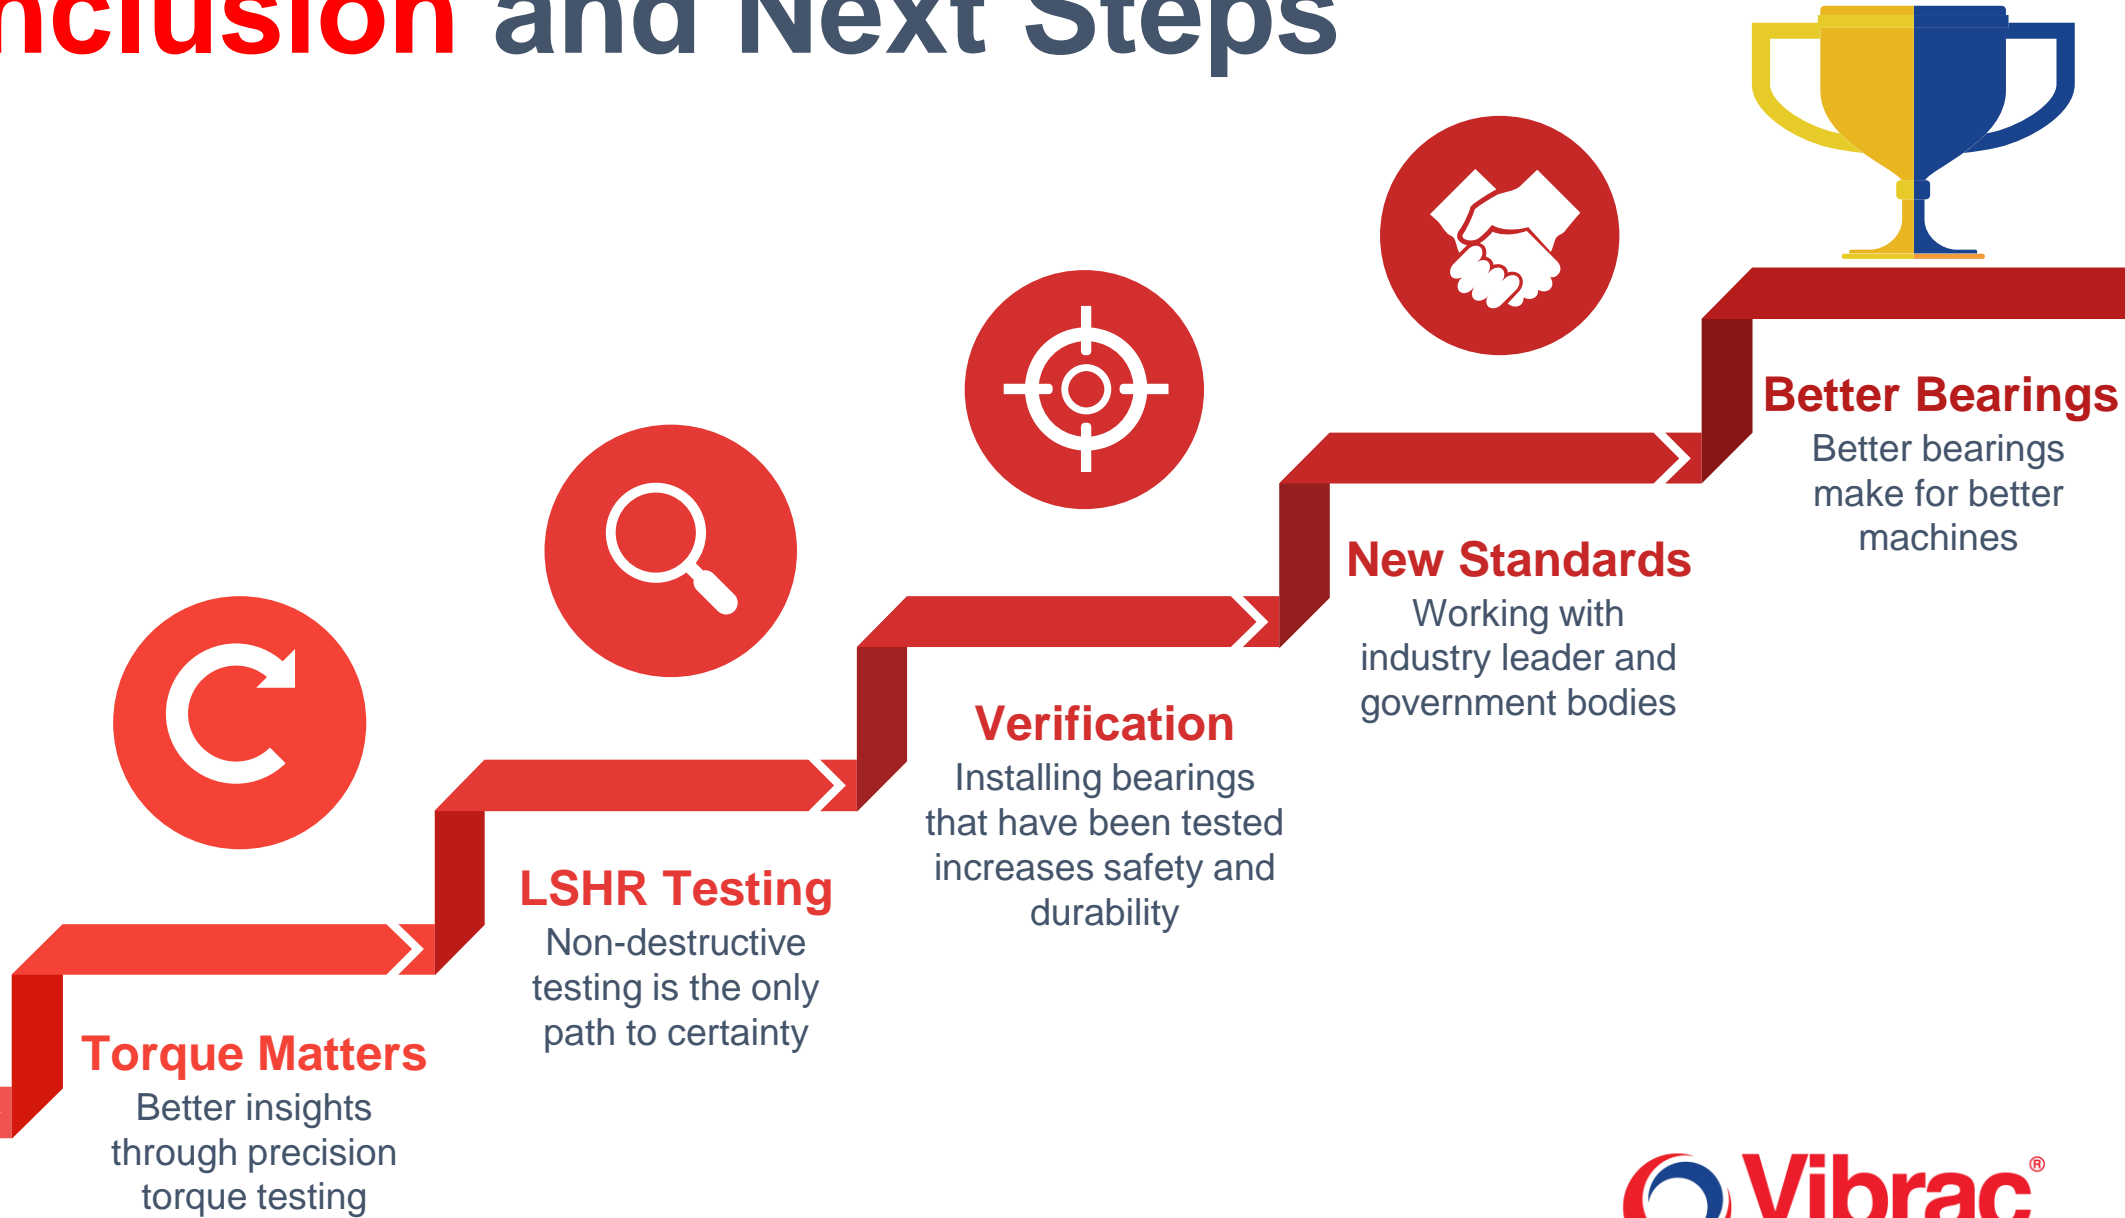 nclusion and Next Steps
Torque Matters
Better insights
through precision
torque testing
LSHR Testing
Non-destructive
testing is the only
path to certainty
Verification
Installing bearings
that have been tested
increases safety and
durability
New Standards
Working with
industry leader and
government bodies
Better Bearings
Better bearings
make for better
machines
Vibrac®